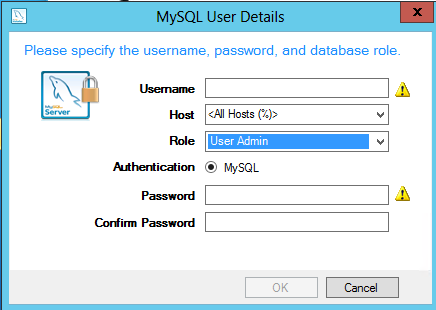 MySQL User Details
x
Please specify the username, password, and database role.
MySQL
Server
Username
Host <All Hosts (%)>
Role User Admin
Authentication MySQL
Password
Confirm Password
OK Cancel